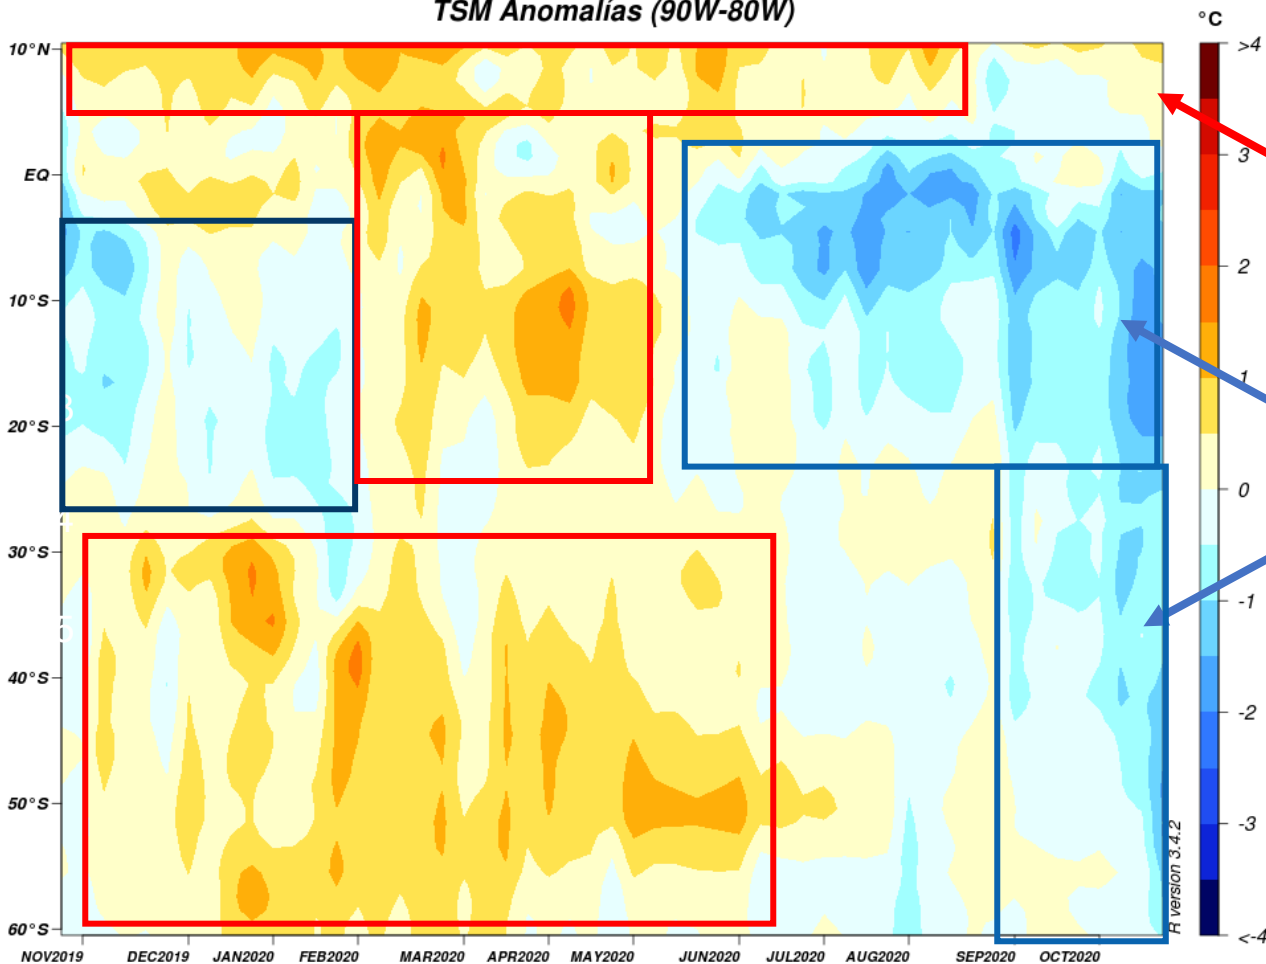 TSM Anomalías (90W-80W)
°C
10°N
EQ
10°S
20°S
30°S
40°S
50°S
60°S
>4
3
2
1
0
-1
-2
-3
<-4
R version 3.4.2
NOV2019 DEC2019 JAN2020 FEB2020 MAR2020 APR2020 MAY2020 JUN2020 JUL2020 AUG2020 SEP2020 OCT2020